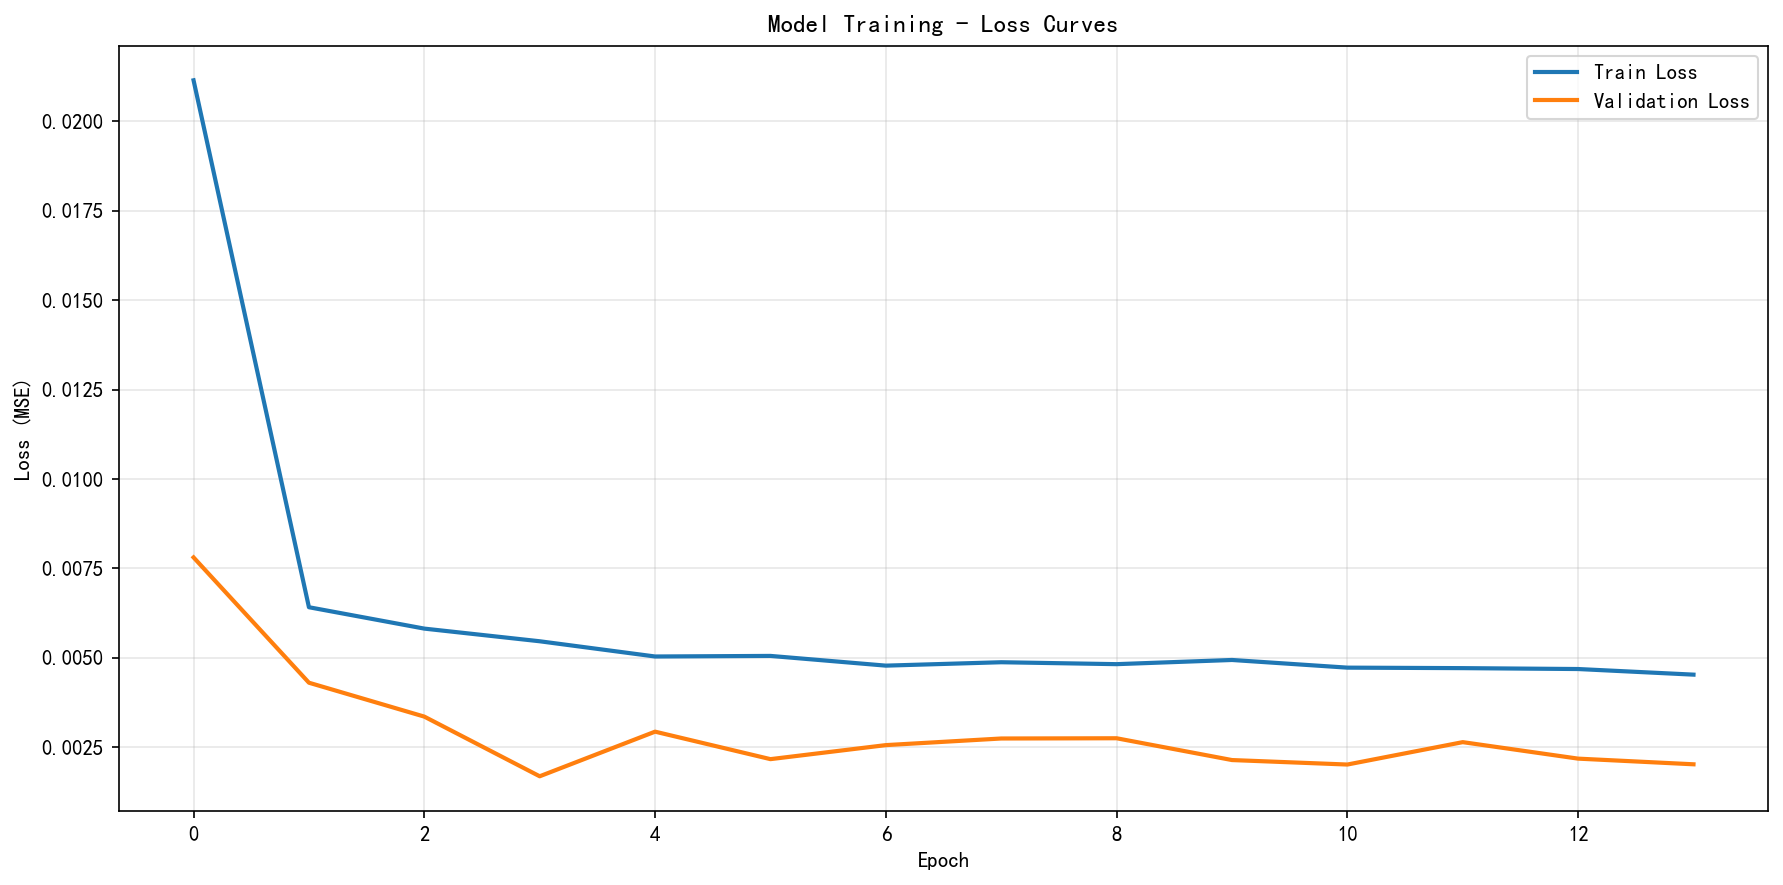 Model Training - Loss Curves
Train Loss
Validation Loss
0.0200
0.0175
0.0150
0.0125
0.0100
0.0075
0.0050
0.0025
Loss (MSE)
0 2 4 6 8 10 12
Epoch